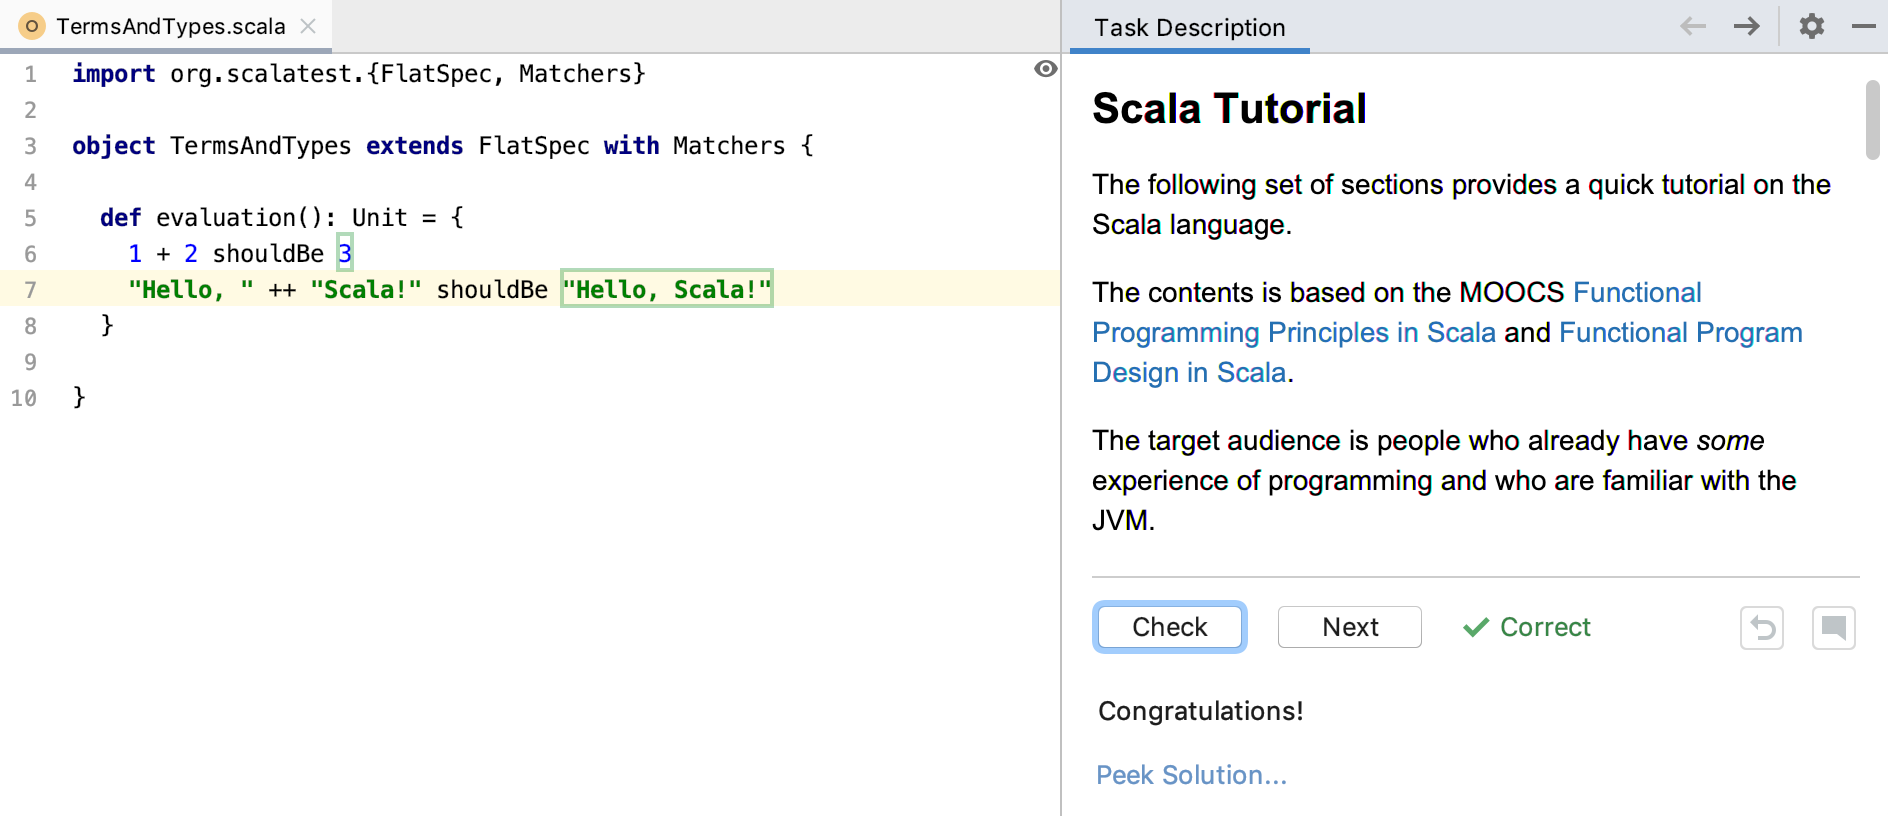 O TermsAndTypes.scala
1 import org.scalatest.{FlatSpec, Matchers}
2
3 object TermsAndTypes extends FlatSpec with Matchers {
4
5 def evaluation(): Unit = {
6 1 + 2 shouldBe 3
7 "Hello, " ++ "Scala!" shouldBe "Hello, Scala!"
8 }
9
10 }
Task Description
Scala Tutorial
The following set of sections provides a quick tutorial on the
Scala language.
The contents is based on the MOOCS Functional
Programming Principles in Scala and Functional Program
Design in Scala.
The target audience is people who already have some
experience of programming and who are familiar with the
JVM.
Check Next Correct
Congratulations!
Peek Solution...